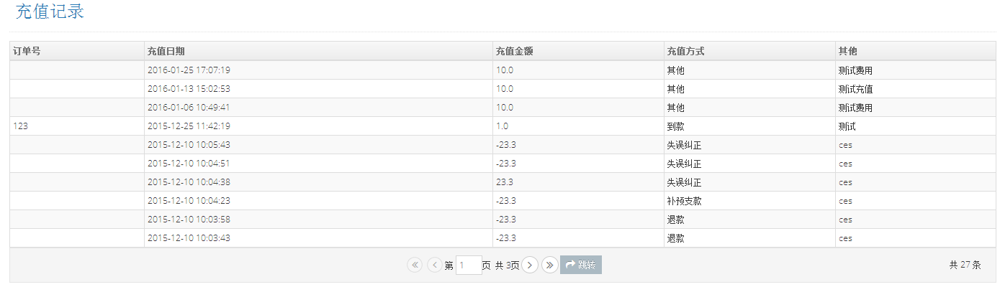 充值记录
订单号 充值日期 充值金额 充值方式 其他
2016-01-25 17:07:19 10.0 其他 测试费用
2016-01-13 15:02:53 10.0 其他 测试充值
2016-01-06 10:49:41 10.0 其他 测试费用
123 2015-12-25 11:42:19 1.0 到款 测试
2015-12-10 10:05:43 -23.3 失误纠正 ces
2015-12-10 10:04:51 -23.3 失误纠正 ces
2015-12-10 10:04:38 23.3 失误纠正 ces
2015-12-10 10:04:23 -23.3 补预支款 ces
2015-12-10 10:03:58 -23.3 退款 ces
2015-12-10 10:03:43 -23.3 退款 ces
第 1 页 共 3页 跳转 共 27 条